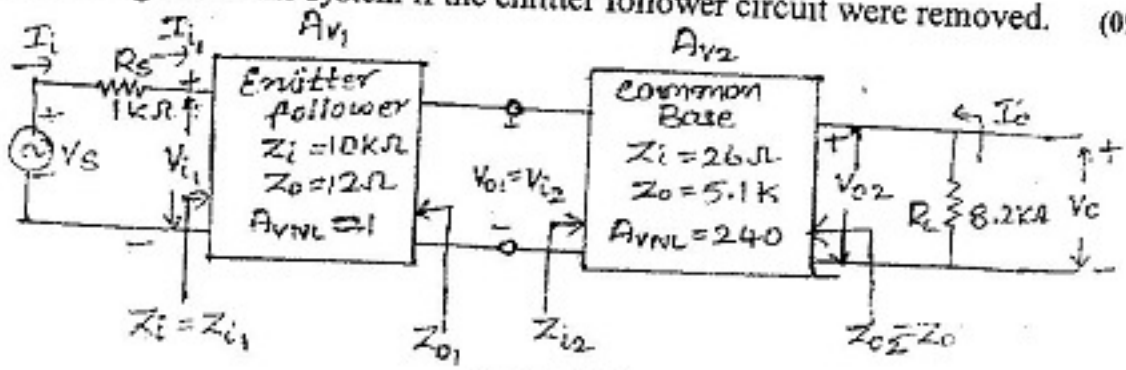 system if the emitter follower circuit were removed. (0
Av1
Av2
Ii
Ii1
Rs
1kΩ
+
Vs
-
Vi1
Emitter
follower
Zi = 10KΩ
Zo = 12Ω
AVNL ≅ 1
Vo1 = Vi2
Common
Base
Zi = 26Ω
Zo = 5.1K
AVNL = 240
+
Vo2
Io
RL
8.2KΩ
+
Vo
-
Zi = Zi1
Zo1
Zi2
Zo2 = Zo